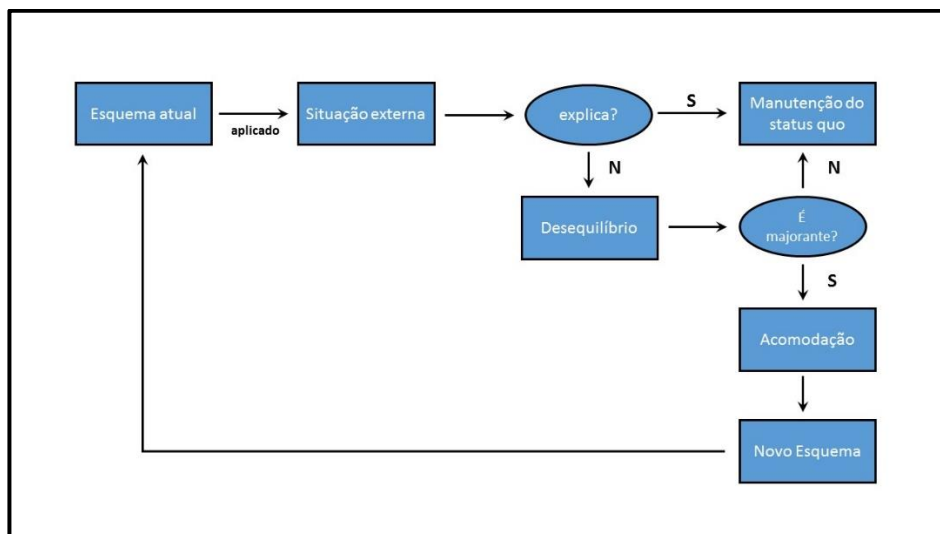 Esquema atual
aplicado
Situação externa
explica?
S
Manutenção do
status quo
N
Desequilíbrio
É
majorante?
N
S
Acomodação
Novo Esquema